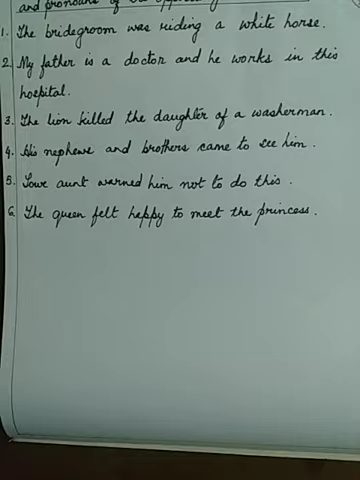 and pronouns of the
1. The bridegroom was riding a white horse.
2. My father is a doctor and he works in this
hospital.
3. The lion killed the daughter of a washerman.
4. His nephews and brothers came to see him.
5. Your aunt warned him not to do this.
6. The queen felt happy to meet the princess.